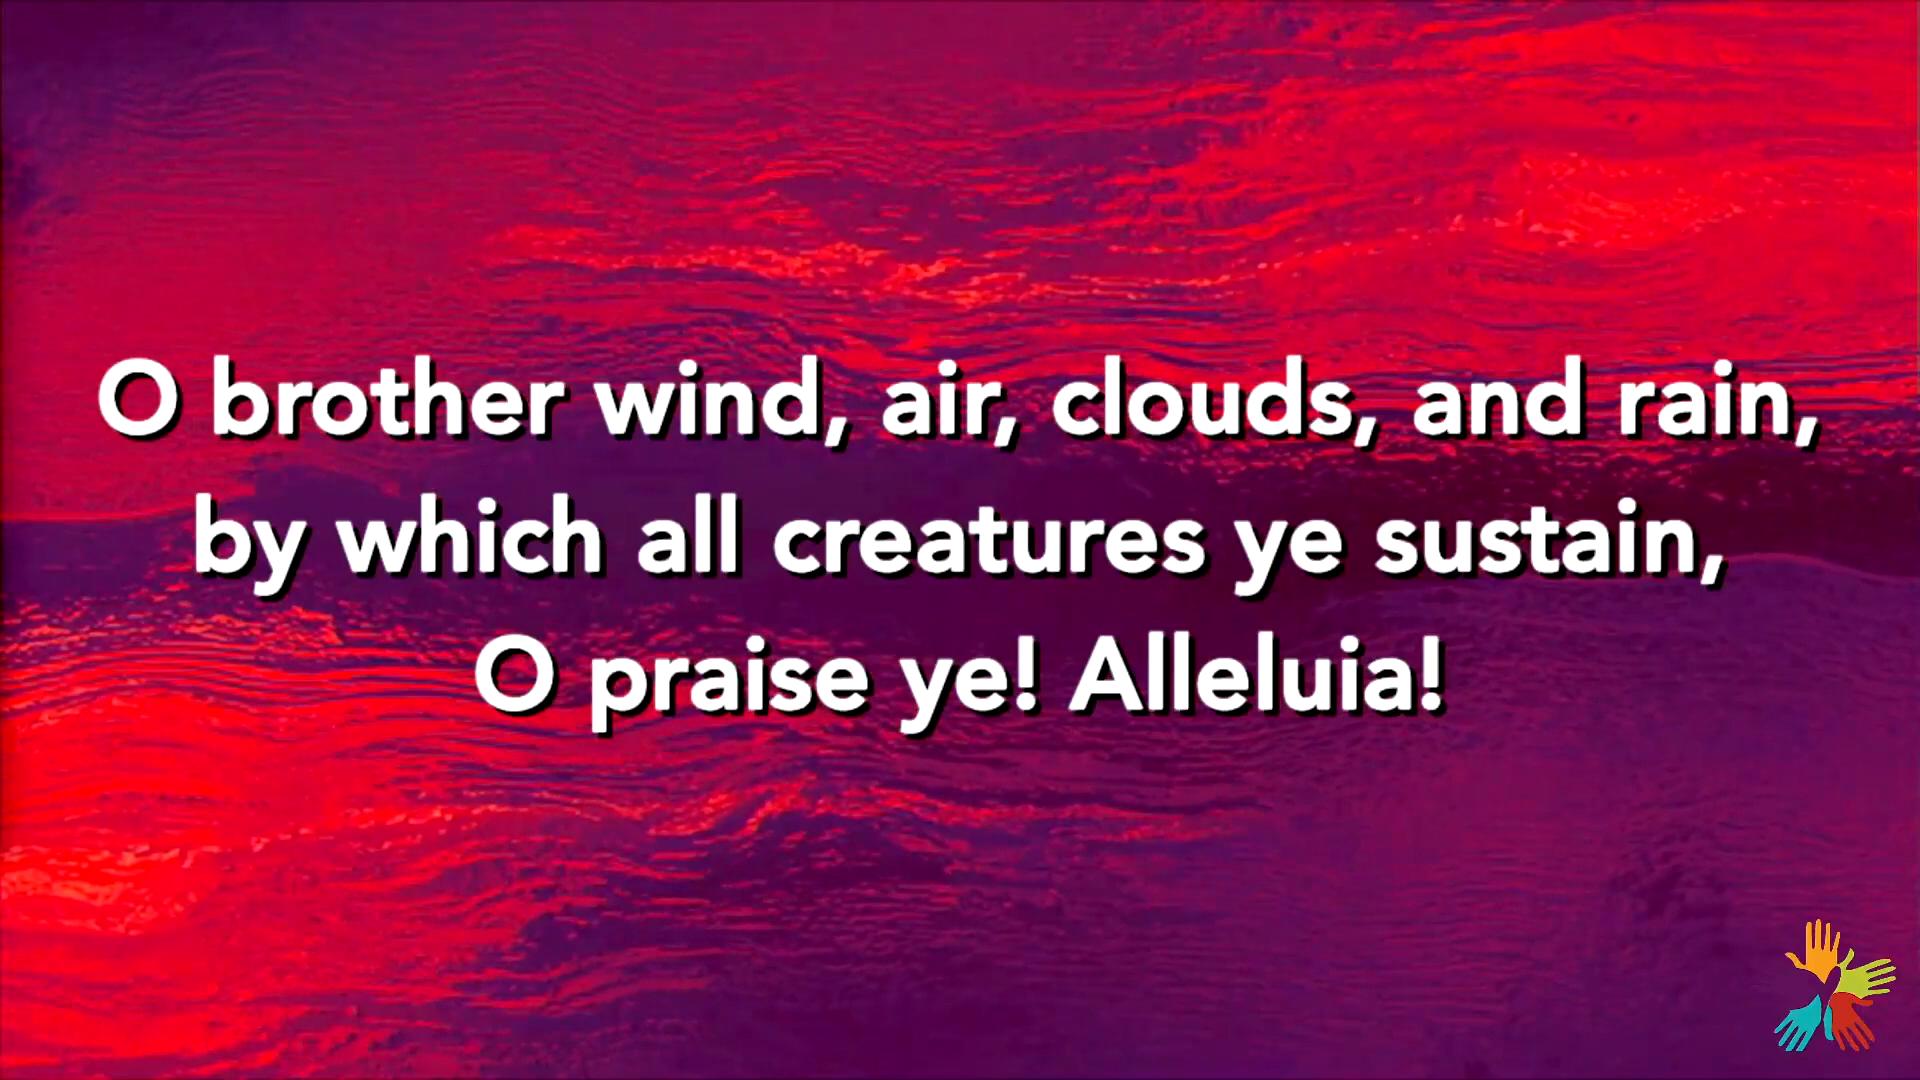 O brother wind, air, clouds, and rain,
by which all creatures ye sustain,
O praise ye! Alleluia!